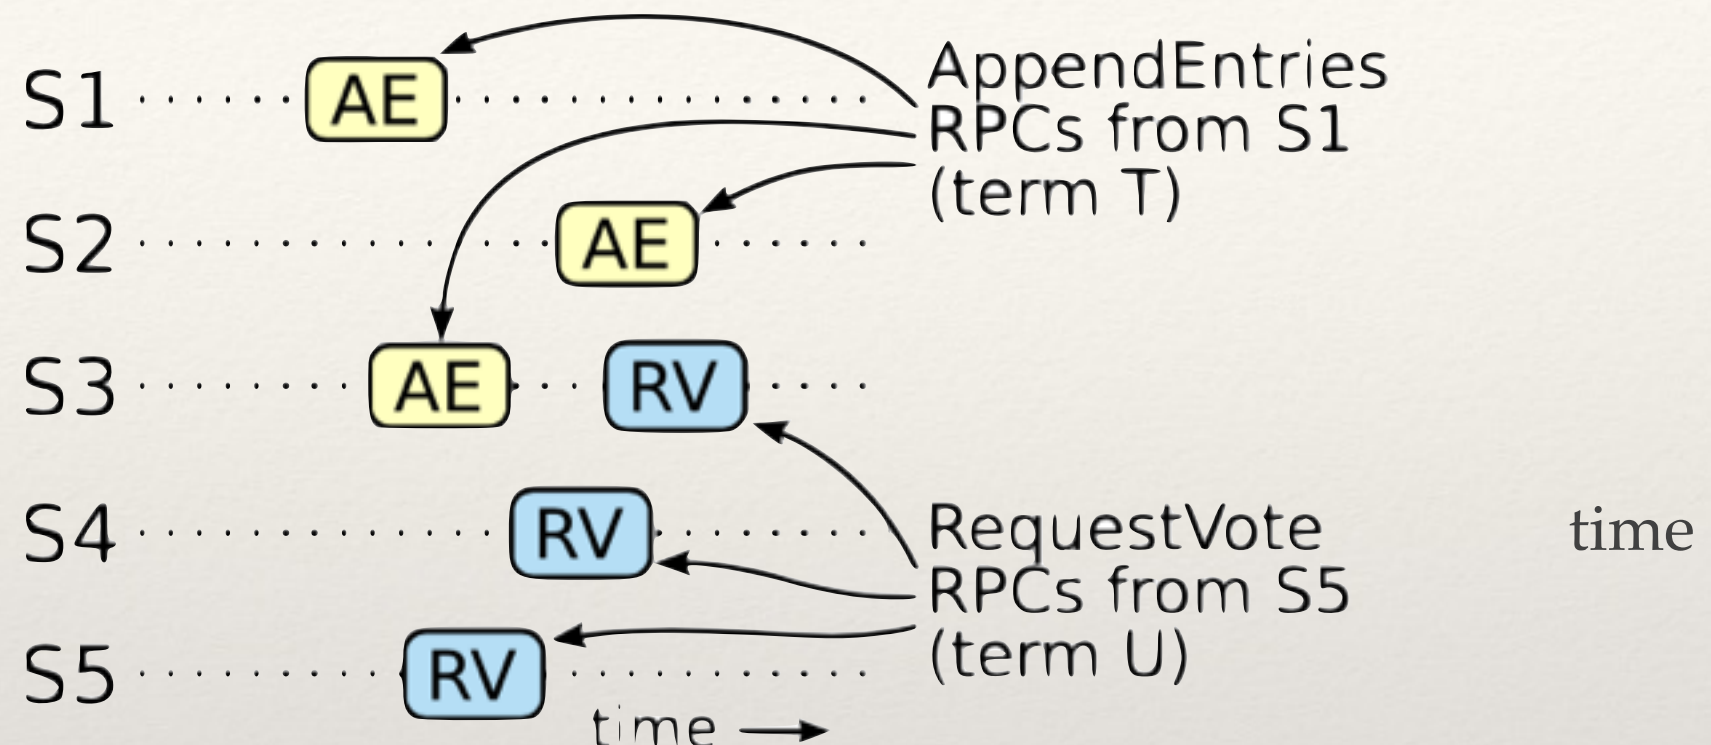 S1
AE
AppendEntries
RPCs from S1
(term T)
S2
AE
S3
AE
RV
S4
RV
RequestVote
RPCs from S5
(term U)
time
S5
RV
time